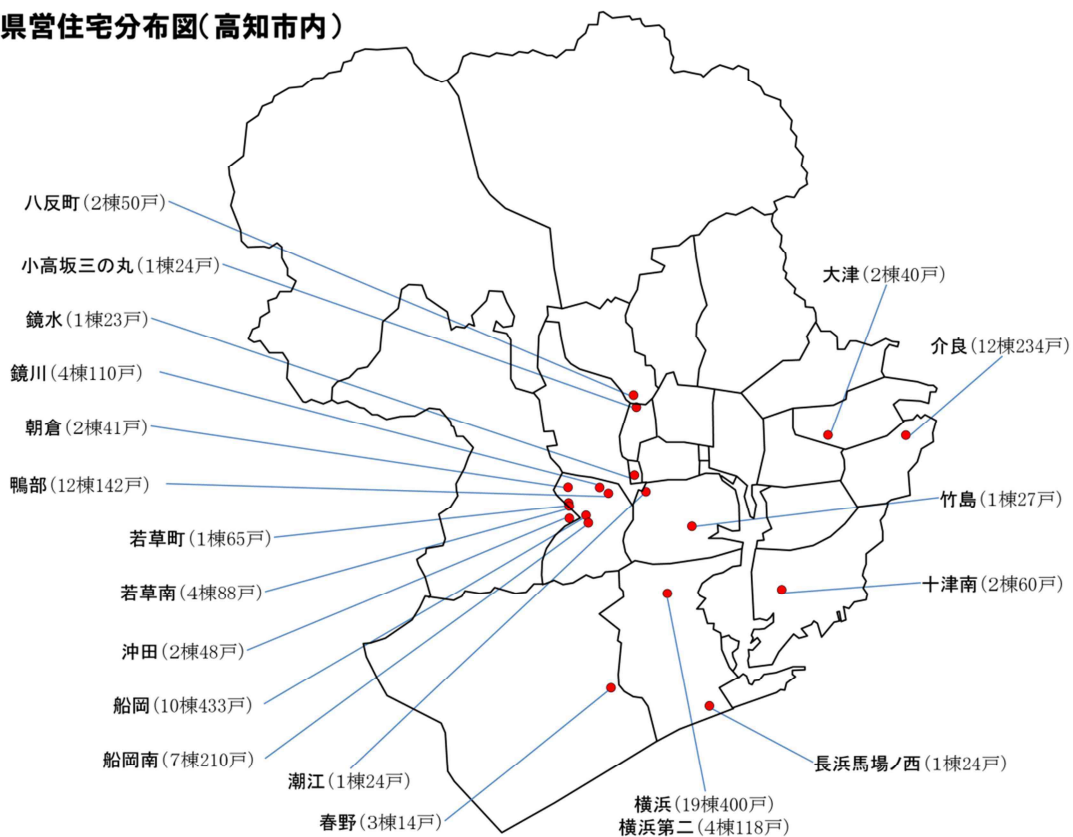 県営住宅分布図(高知市内)
八反町(2棟50戸)
小高坂三の丸(1棟24戸)
鏡水(1棟23戸)
鏡川(4棟110戸)
朝倉(2棟41戸)
鴨部(12棟142戸)
若草町(1棟65戸)
若草南(4棟88戸)
沖田(2棟48戸)
船岡(10棟433戸)
船岡南(7棟210戸)
潮江(1棟24戸)
春野(3棟14戸)
大津(2棟40戸)
介良(12棟234戸)
竹島(1棟27戸)
十津南(2棟60戸)
長浜馬場ノ西(1棟24戸)
横浜(19棟400戸)
横浜第二(4棟118戸)